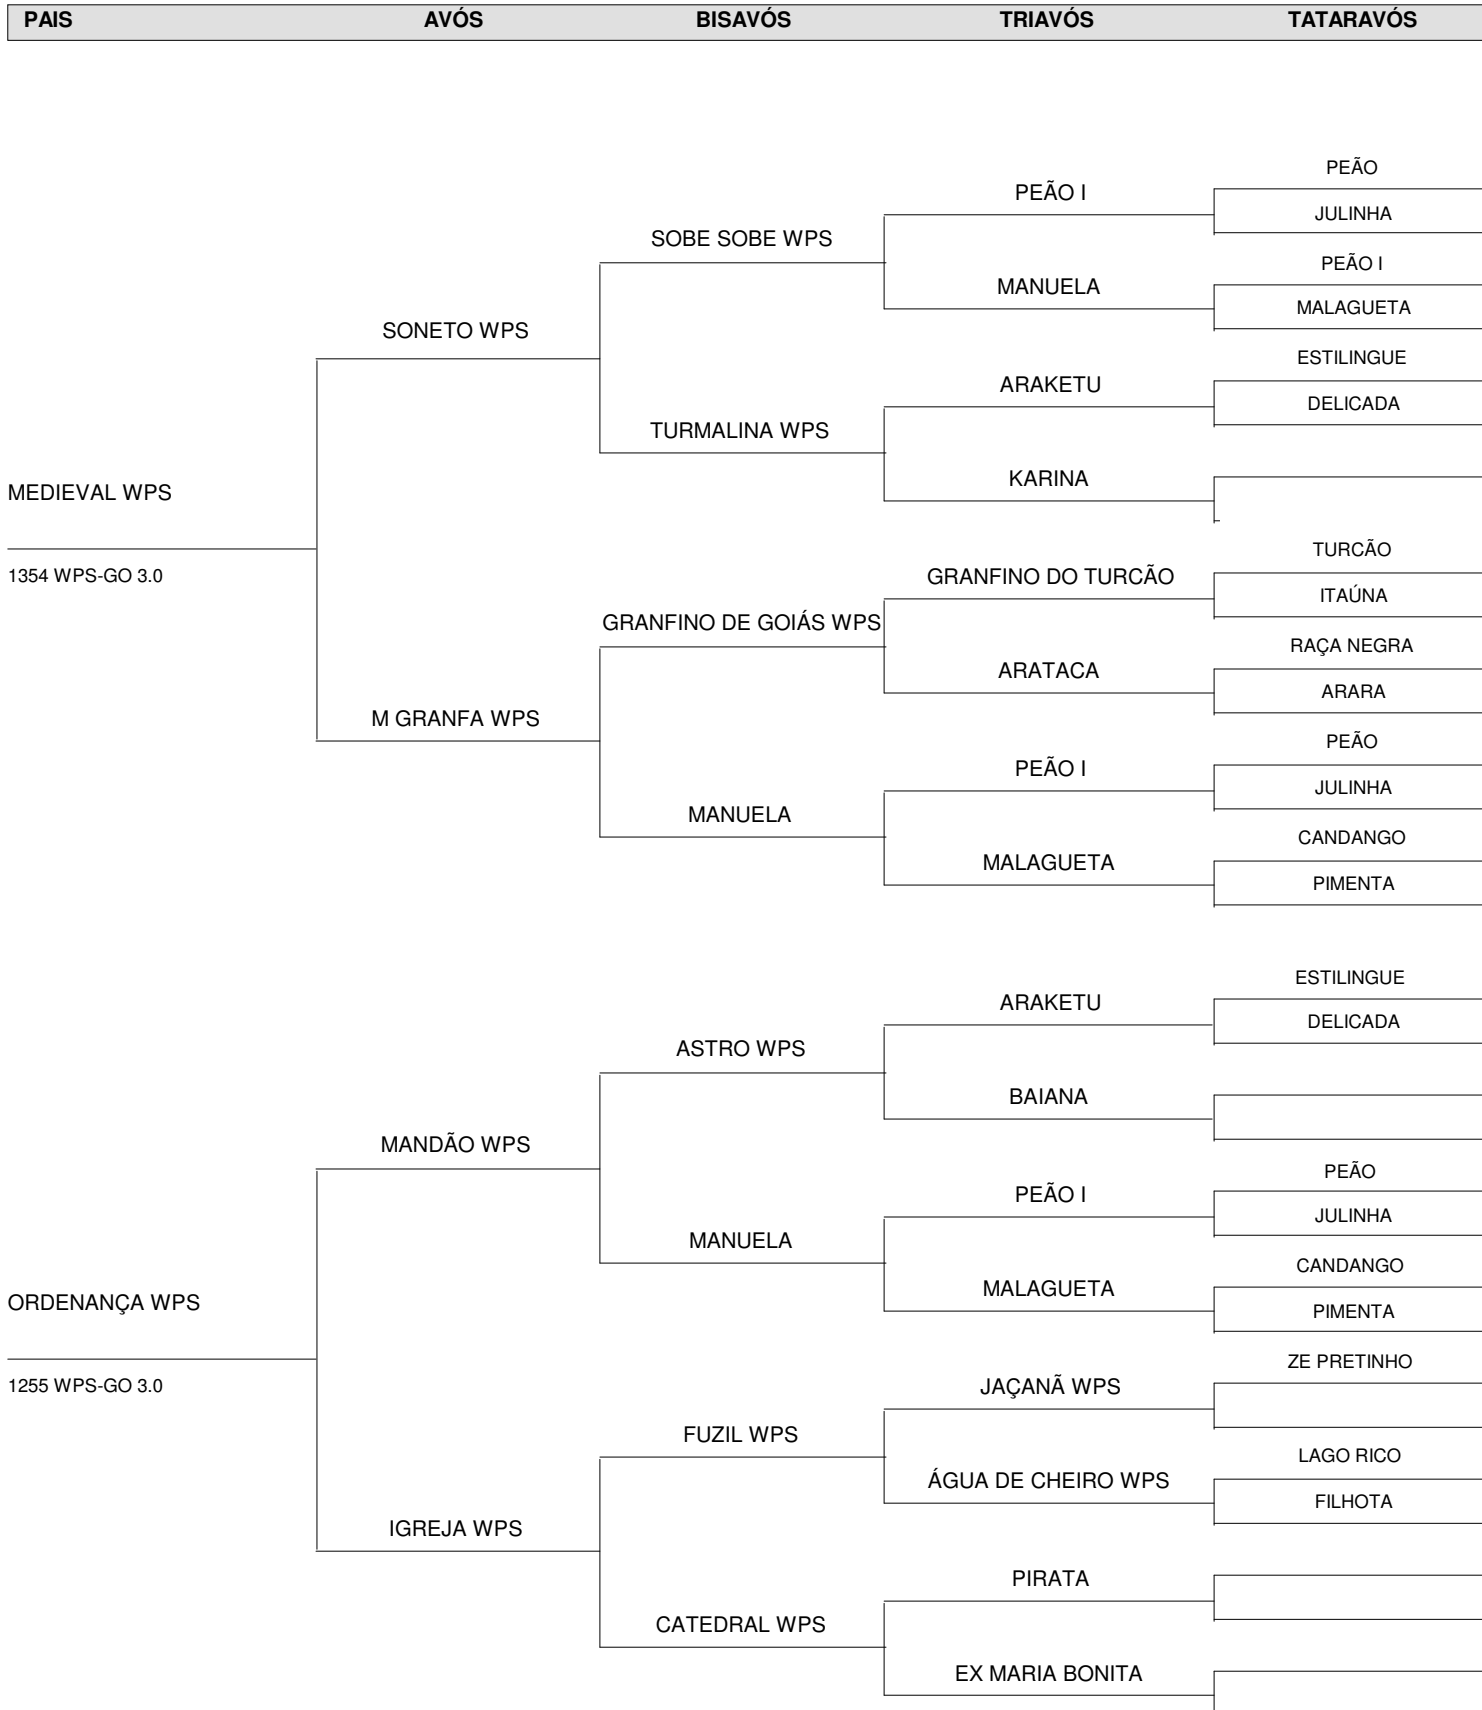 PAIS AVÓS BISAVÓS TRIAVÓS TATARAVÓS
PEÃO
PEÃO I
JULINHA
SOBE SOBE WPS
PEÃO I
MANUELA
MALAGUETA
SONETO WPS
ESTILINGUE
ARAKETU
DELICADA
TURMALINA WPS
KARINA
MEDIEVAL WPS
TURCÃO
1354 WPS-GO 3.0
GRANFINO DO TURCÃO
ITAÚNA
GRANFINO DE GOIÁS WPS
RAÇA NEGRA
ARATACA
ARARA
M GRANFA WPS
PEÃO
PEÃO I
JULINHA
MANUELA
CANDANGO
MALAGUETA
PIMENTA
ESTILINGUE
ARAKETU
DELICADA
ASTRO WPS
BAIANA
MANDÃO WPS
PEÃO
PEÃO I
JULINHA
MANUELA
CANDANGO
MALAGUETA
ORDENANÇA WPS
PIMENTA
ZE PRETINHO
1255 WPS-GO 3.0
JAÇANÃ WPS
FUZIL WPS
LAGO RICO
ÁGUA DE CHEIRO WPS
FILHOTA
IGREJA WPS
PIRATA
CATEDRAL WPS
EX MARIA BONITA